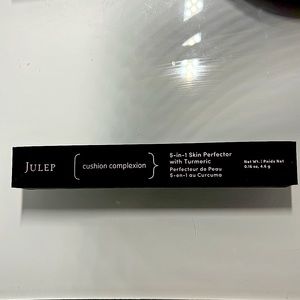 JULEP
{cushion complexion}
5-in-1 Skin Perfector
with Turmeric
Perfecteur de Peau
5-en-1 au Curcuma
Net Wt. | Poids Net
0.16 oz, 4.6 g